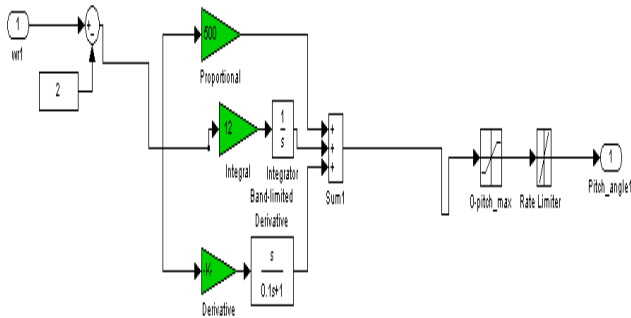 1
wr1
2
+
-
600
Proportional
12
Integral
1
s
Integrator
Band-limited
Derivative
-K-
Derivative
s
0.1s+1
+
+
+
Sum1
0-pitch_max
Rate Limiter
1
Pitch_angle1